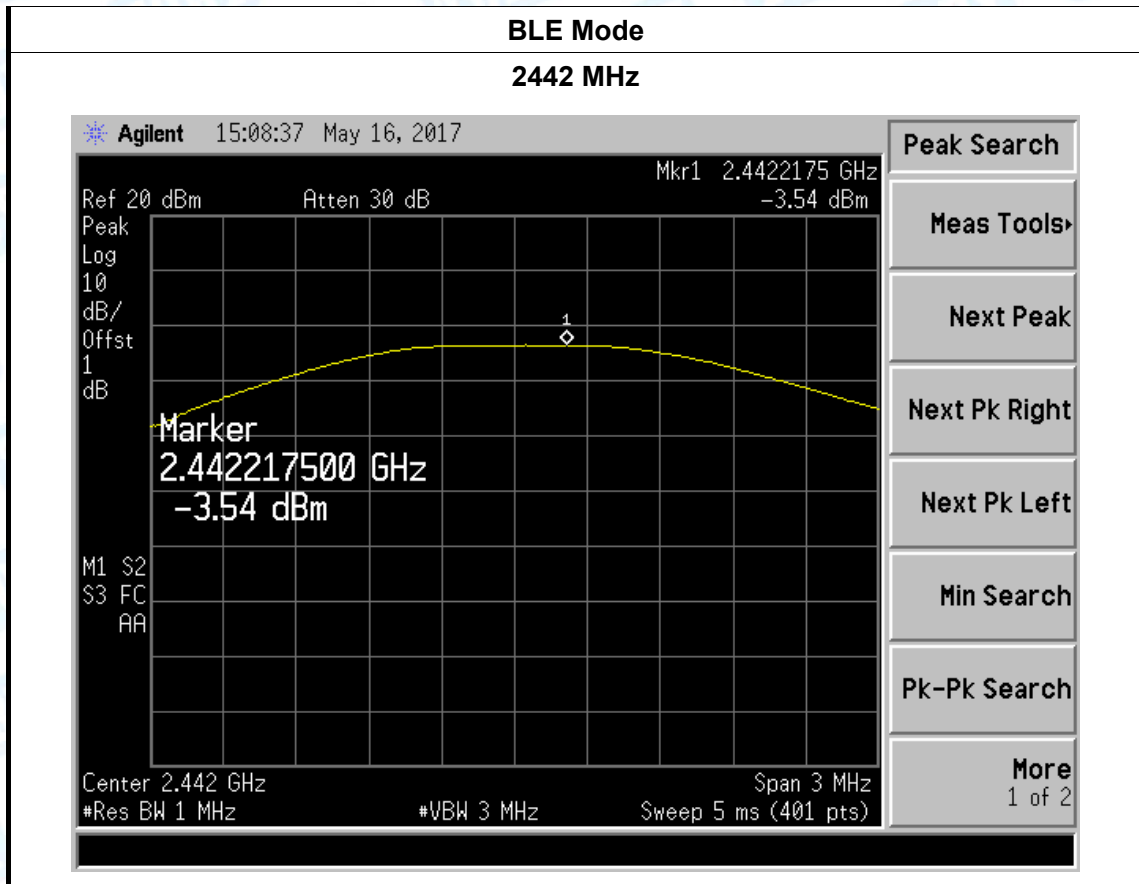 BLE Mode
2442 MHz
Agilent 15:08:37 May 16, 2017
Peak Search
Mkr1 2.4422175 GHz
Ref 20 dBm Atten 30 dB -3.54 dBm
Peak
Log
10
dB/
Offst
1
dB
1
Marker
2.442217500 GHz
-3.54 dBm
M1 S2
S3 FC
AA
Center 2.442 GHz Span 3 MHz
#Res BW 1 MHz #VBW 3 MHz Sweep 5 ms (401 pts)
Meas Tools▸
Next Peak
Next Pk Right
Next Pk Left
Min Search
Pk-Pk Search
More
1 of 2